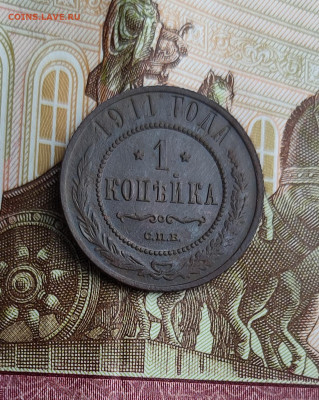 COINS.LAVE.RU
1911 ГОДА
1
КОПѢЙКА
С.П.Б.